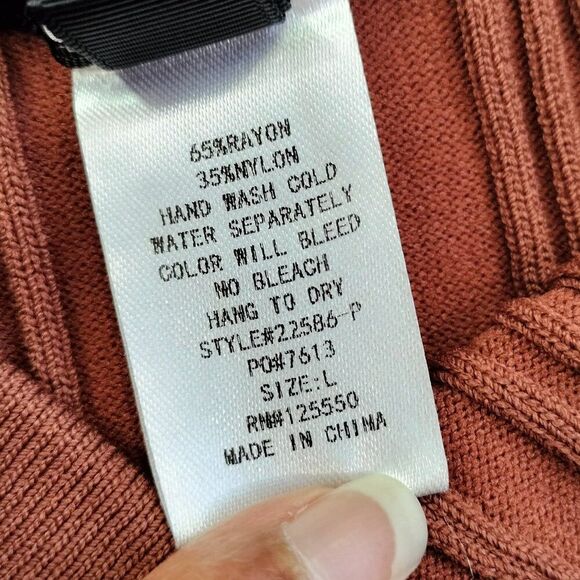 65%RAYON
35%NYLON
HAND WASH COLD
WATER SEPARATELY
COLOR WILL BLEED
NO BLEACH
HANG TO DRY
STYLE#22586-P
PO#7613
SIZE:L
RN#125550
MADE IN CHINA